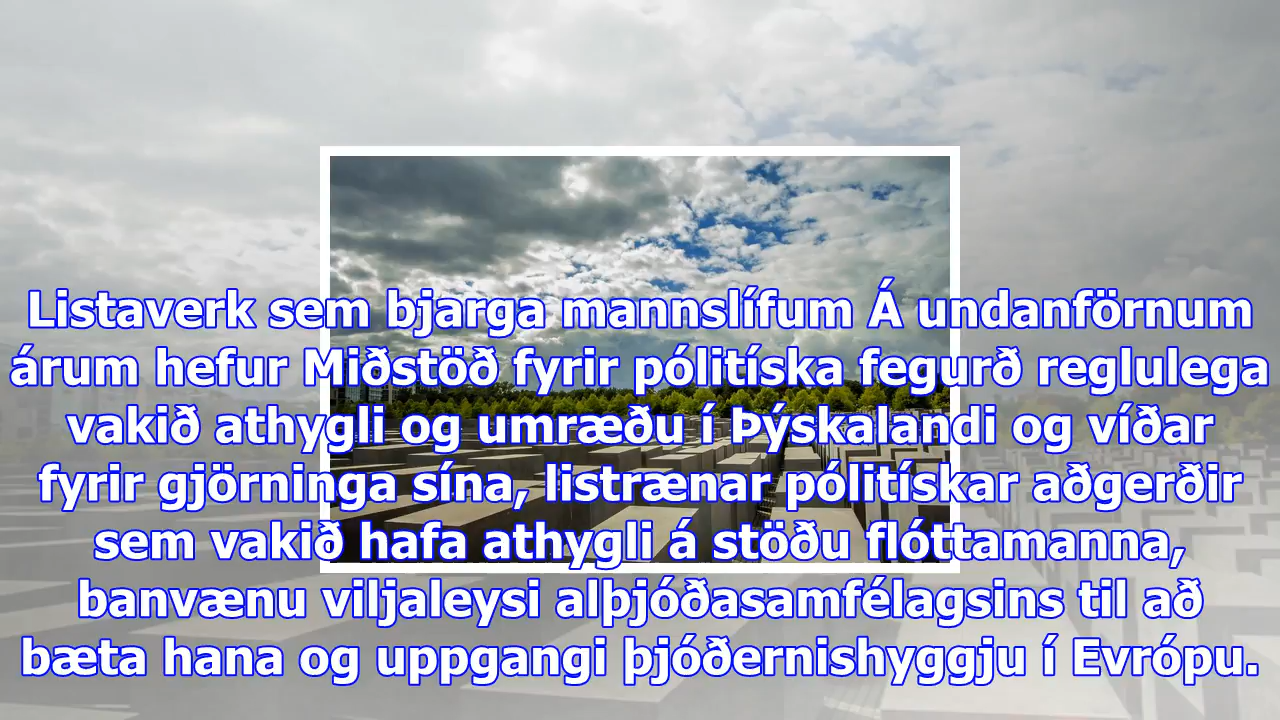 Listaverk sem bjarga mannslífum Á undanförnum
árum hefur Miðstöð fyrir pólitíska fegurð reglulega
vakið athygli og umræðu í Þýskalandi og víðar
fyrir gjörninga sína, listrænar pólitískar aðgerðir
sem vakið hafa athygli á stöðu flóttamanna,
banvænu viljaleysi alþjóðasamfélagsins til að
bæta hana og uppgangi þjóðernishyggju í Evrópu.